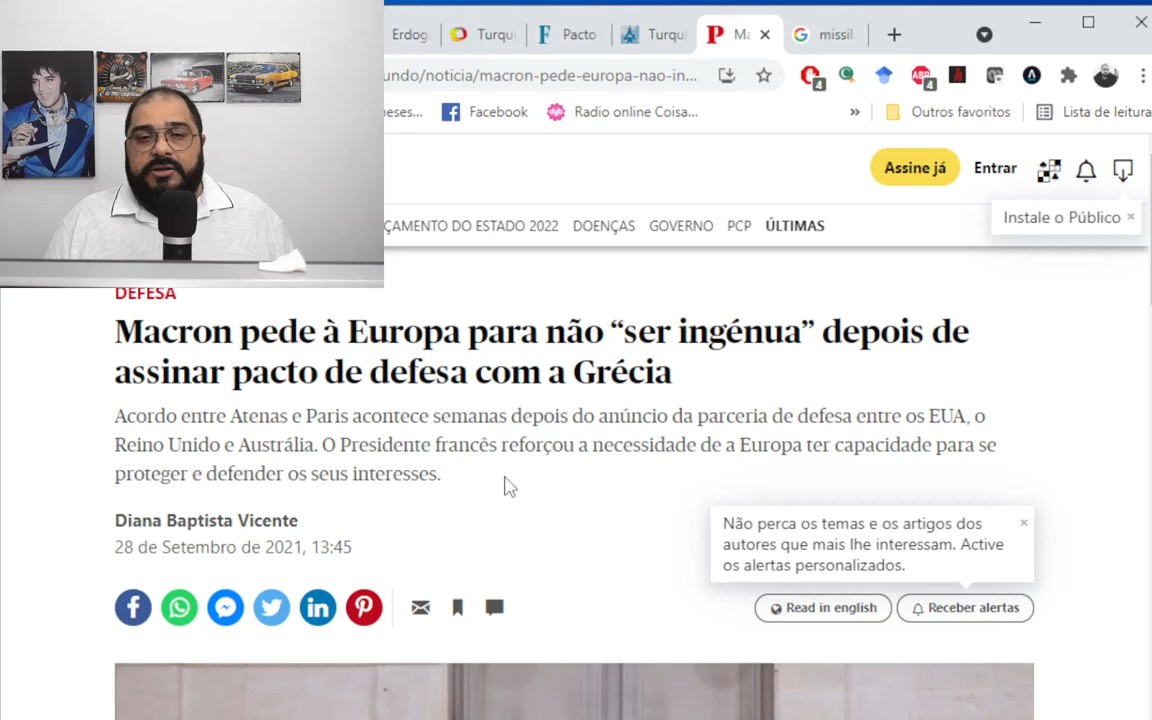 Erdoğ
Turqui
Pacto
Turqui
Ma
missil
undo/noticia/macron-pede-europa-nao-in...
4
4
eses...
Facebook
Radio online Coisa...
»
Outros favoritos
Lista de leitura
Assine já
Entrar
Instale o Público
ÇAMENTO DO ESTADO 2022
DOENÇAS
GOVERNO
PCP
ÚLTIMAS
DEFESA
Macron pede à Europa para não “ser ingénua” depois de
assinar pacto de defesa com a Grécia
Acordo entre Atenas e Paris acontece semanas depois do anúncio da parceria de defesa entre os EUA, o
Reino Unido e Austrália. O Presidente francês reforçou a necessidade de a Europa ter capacidade para se
proteger e defender os seus interesses.
Diana Baptista Vicente
28 de Setembro de 2021, 13:45
Não perca os temas e os artigos dos
autores que mais lhe interessam. Active
os alertas personalizados.
Read in english
Receber alertas